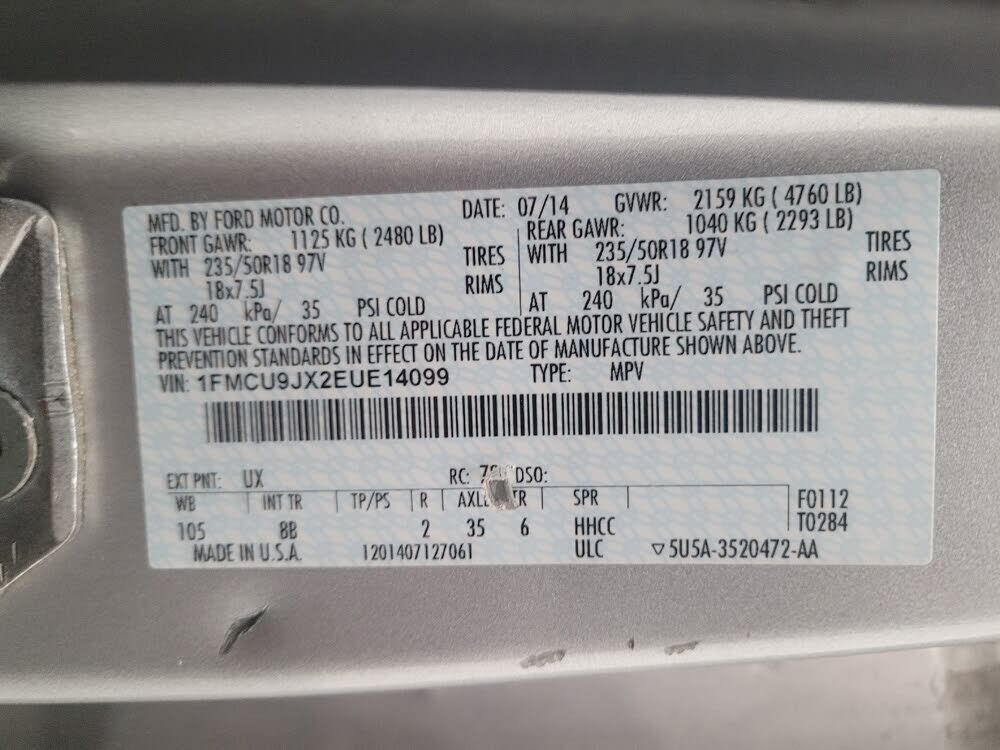 MFD. BY FORD MOTOR CO. DATE: 07/14 GVWR: 2159 KG ( 4760 LB)
FRONT GAWR: 1125 KG ( 2480 LB) REAR GAWR: 1040 KG ( 2293 LB)
WITH 235/50R18 97V TIRES WITH 235/50R18 97V TIRES
18x7.5J RIMS 18x7.5J RIMS
AT 240 kPa/ 35 PSI COLD AT 240 kPa/ 35 PSI COLD
THIS VEHICLE CONFORMS TO ALL APPLICABLE FEDERAL MOTOR VEHICLE SAFETY AND THEFT
PREVENTION STANDARDS IN EFFECT ON THE DATE OF MANUFACTURE SHOWN ABOVE.
VIN: 1FMCU9JX2EUE14099 TYPE: MPV
EXT PNT: UX RC: DSO:
WB INT TR TP/PS R TR SPR F0112
105 8B 2 35 6 HHCC T0284
MADE IN U.S.A. 1201407127061 ULC ▽5U5A-3520472-AA